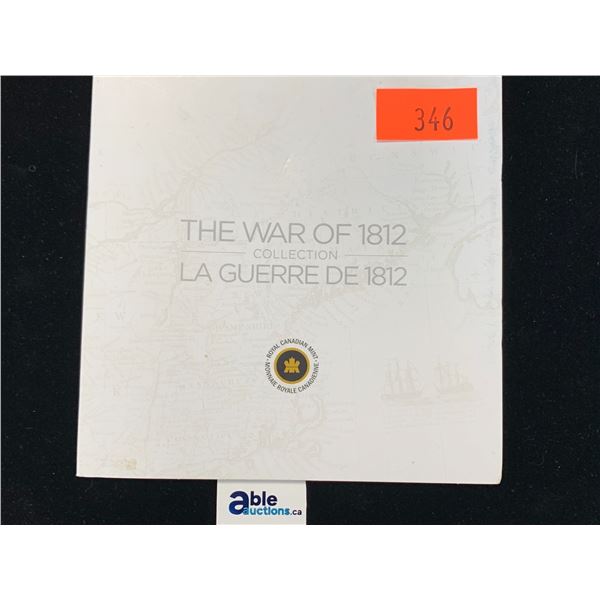 346
THE WAR OF 1812
COLLECTION
LA GUERRE DE 1812
ROYAL CANADIAN MINT
MONNAIE ROYALE CANADIENNE
able
auctions.ca